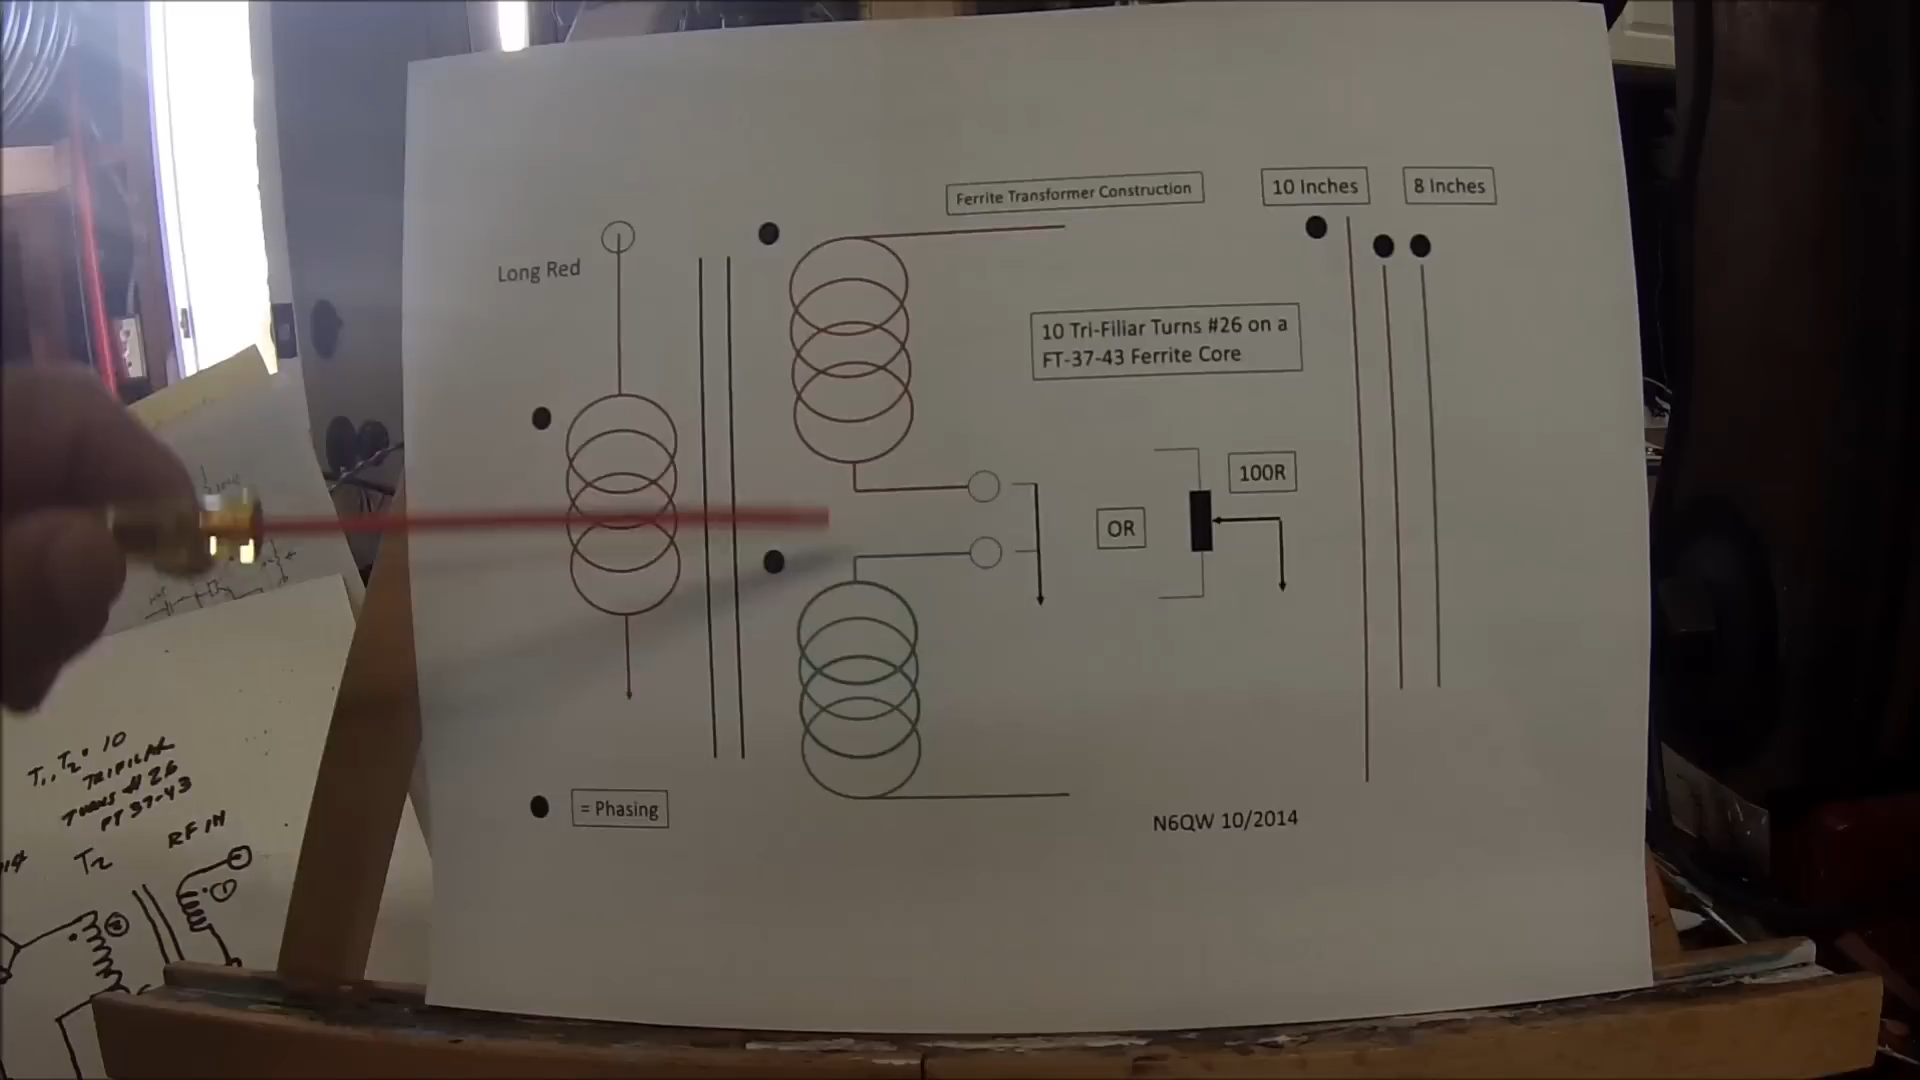 Ferrite Transformer Construction
10 Inches
8 Inches
Long Red
10 Tri-Filiar Turns #26 on a
FT-37-43 Ferrite Core
100R
OR
= Phasing
N6QW 10/2014
T1, T2 = 10
TRIFILAR
TURNS #26
FT 37-43
RF IN
T2